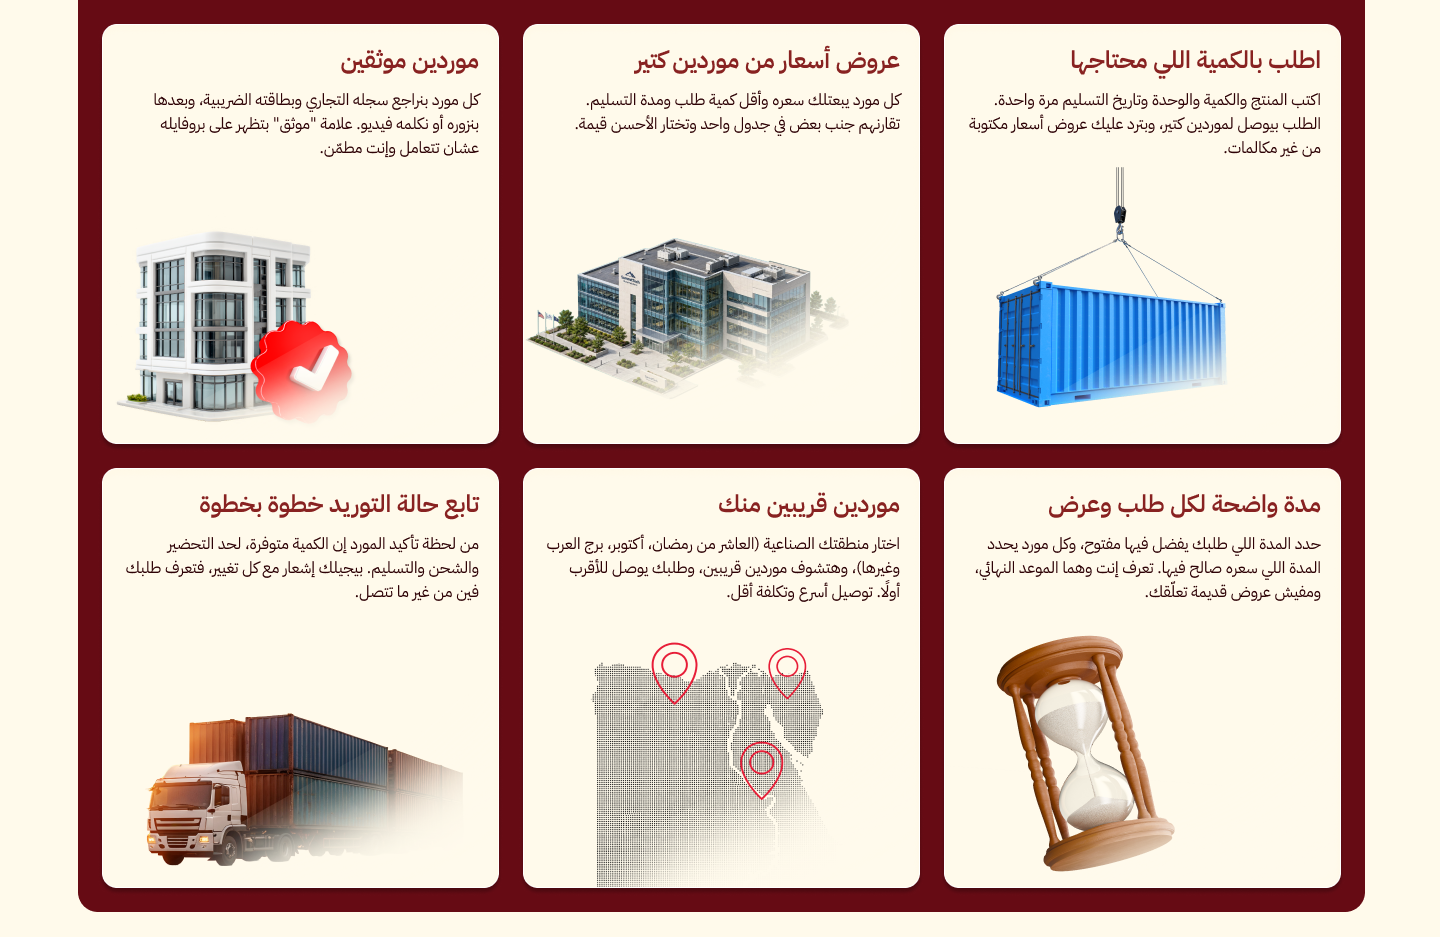 اطلب بالكمية اللي محتاجها
اكتب المنتج والكمية والوحدة وتاريخ التسليم مرة واحدة.
الطلب بيوصل لموردين كتير، وبترد عليك عروض أسعار مكتوبة
من غير مكالمات.
عروض أسعار من موردين كتير
كل مورد يبعتلك سعره وأقل كمية طلب ومدة التسليم.
تقارنهم جنب بعض في جدول واحد وتختار الأحسن قيمة.
موردين موثقين
كل مورد بنراجع سجله التجاري وبطاقته الضريبية، وبعدها
بنزوره أو نكلمه فيديو. علامة "موثق" بتظهر على بروفايله
عشان تتعامل وإنت مطمّن.
مدة واضحة لكل طلب وعرض
حدد المدة اللي طلبك يفضل فيها مفتوح، وكل مورد يحدد
المدة اللي سعره صالح فيها. تعرف إنت وهما الموعد النهائي،
ومفيش عروض قديمة تعلّقك.
موردين قريبين منك
اختار منطقتك الصناعية (العاشر من رمضان، أكتوبر، برج العرب
وغيرها)، وهتشوف موردين قريبين، وطلبك يوصل للأقرب
أولًا. توصيل أسرع وتكلفة أقل.
تابع حالة التوريد خطوة بخطوة
من لحظة تأكيد المورد إن الكمية متوفرة، لحد التحضير
والشحن والتسليم. بيجيلك إشعار مع كل تغيير، فتعرف طلبك
فين من غير ما تتصل.